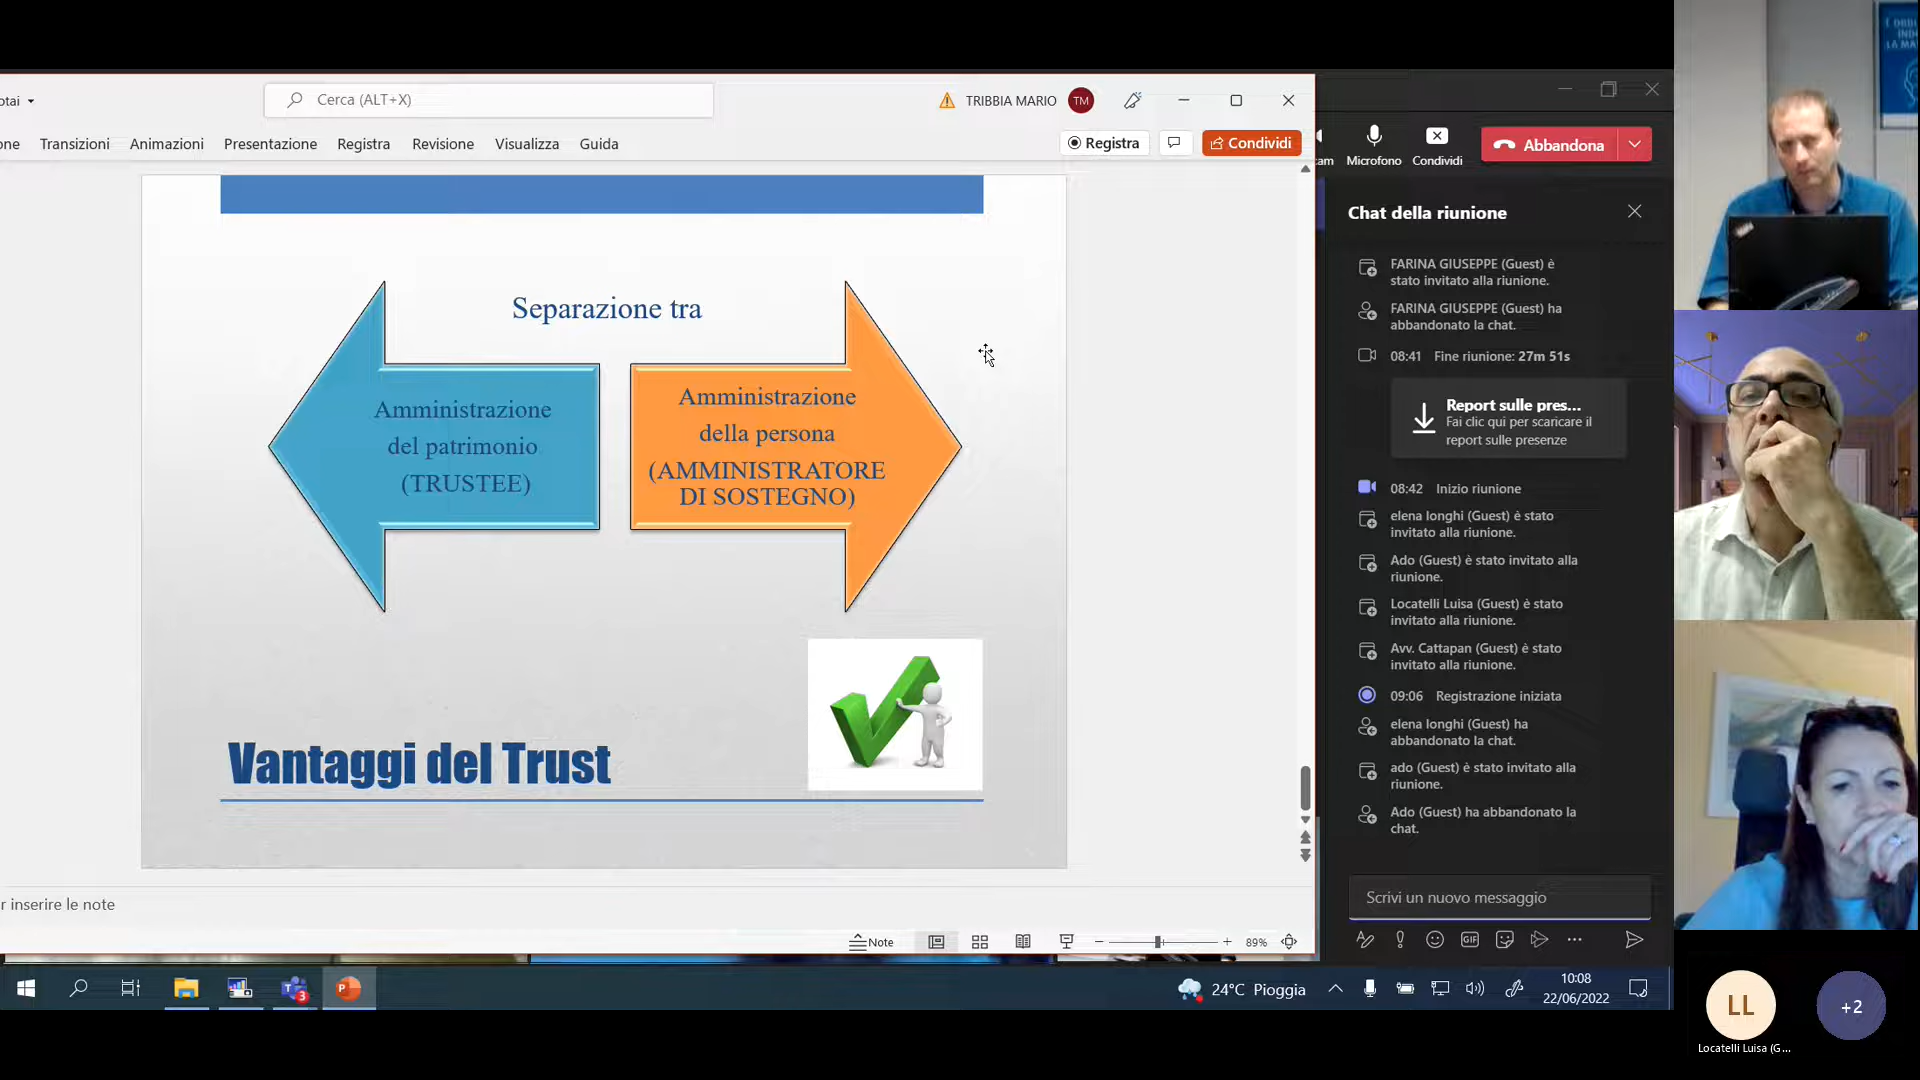 otai
Cerca (ALT+X)
TRIBBIA MARIO
TM
one
Transizioni
Animazioni
Presentazione
Registra
Revisione
Visualizza
Guida
Registra
Condividi
Separazione tra
Amministrazione
del patrimonio
(TRUSTEE)
Amministrazione
della persona
(AMMINISTRATORE
DI SOSTEGNO)
Vantaggi del Trust
r inserire le note
Note
89%
P
3
24°C Pioggia
10:08
22/06/2022
am
Microfono
Condividi
Abbandona
Chat della riunione
FARINA GIUSEPPE (Guest) è
stato invitato alla riunione.
FARINA GIUSEPPE (Guest) ha
abbandonato la chat.
08:41 Fine riunione: 27m 51s
Report sulle pres...
Fai clic qui per scaricare il
report sulle presenze
08:42 Inizio riunione
elena longhi (Guest) è stato
invitato alla riunione.
Ado (Guest) è stato invitato alla
riunione.
Locatelli Luisa (Guest) è stato
invitato alla riunione.
Avv. Cattapan (Guest) è stato
invitato alla riunione.
09:06 Registrazione iniziata
elena longhi (Guest) ha
abbandonato la chat.
ado (Guest) è stato invitato alla
riunione.
Ado (Guest) ha abbandonato la
chat.
Scrivi un nuovo messaggio
GIF
LL
Locatelli Luisa (G...
+2